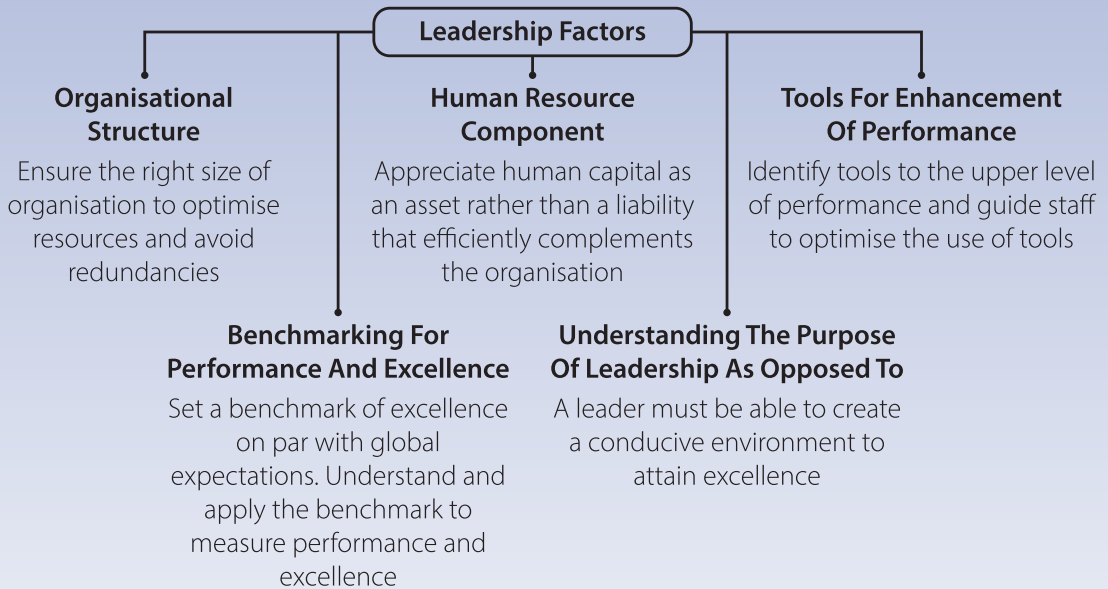 Leadership Factors
Organisational
Structure
Ensure the right size of
organisation to optimise
resources and avoid
redundancies
Human Resource
Component
Appreciate human capital as
an asset rather than a liability
that efficiently complements
the organisation
Tools For Enhancement
Of Performance
Identify tools to the upper level
of performance and guide staff
to optimise the use of tools
Benchmarking For
Performance And Excellence
Set a benchmark of excellence
on par with global
expectations. Understand and
apply the benchmark to
measure performance and
excellence
Understanding The Purpose
Of Leadership As Opposed To
A leader must be able to create
a conducive environment to
attain excellence